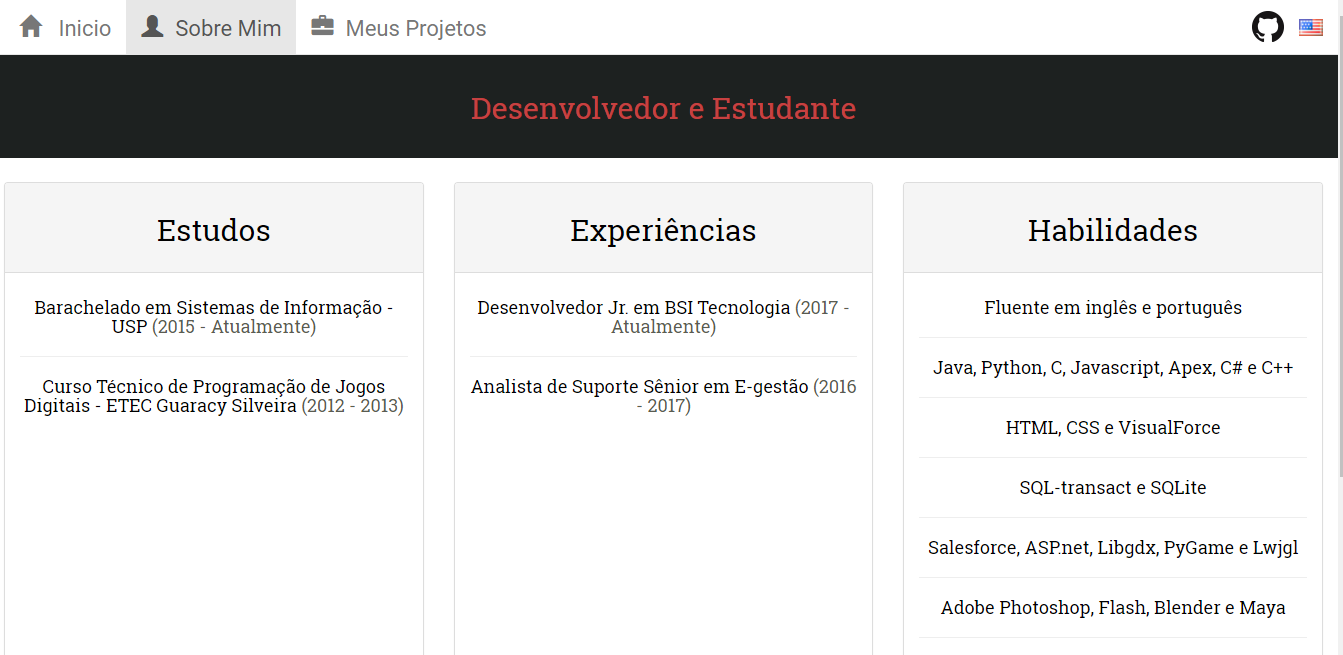 Inicio Sobre Mim Meus Projetos
Desenvolvedor e Estudante
Estudos
Barachelado em Sistemas de Informação -
USP (2015 - Atualmente)
Curso Técnico de Programação de Jogos
Digitais - ETEC Guaracy Silveira (2012 - 2013)
Experiências
Desenvolvedor Jr. em BSI Tecnologia (2017 -
Atualmente)
Analista de Suporte Sênior em E-gestão (2016
- 2017)
Habilidades
Fluente em inglês e português
Java, Python, C, Javascript, Apex, C# e C++
HTML, CSS e VisualForce
SQL-transact e SQLite
Salesforce, ASP.net, Libgdx, PyGame e Lwjgl
Adobe Photoshop, Flash, Blender e Maya